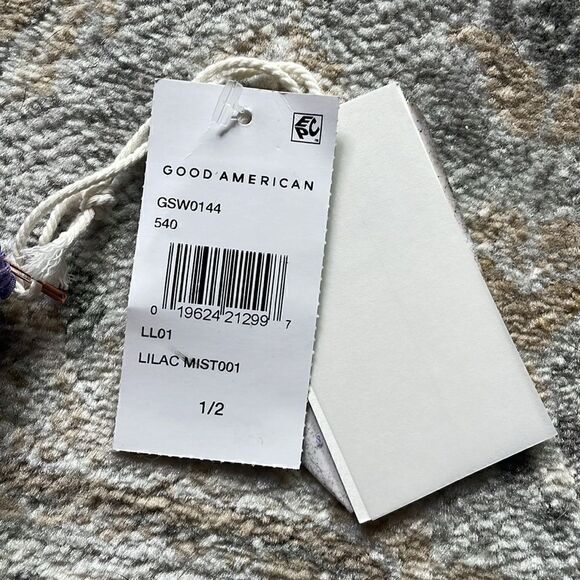 EPC
GOOD AMERICAN
GSW0144
540
0 19624 21299 7
LL01
LILAC MIST001
1/2